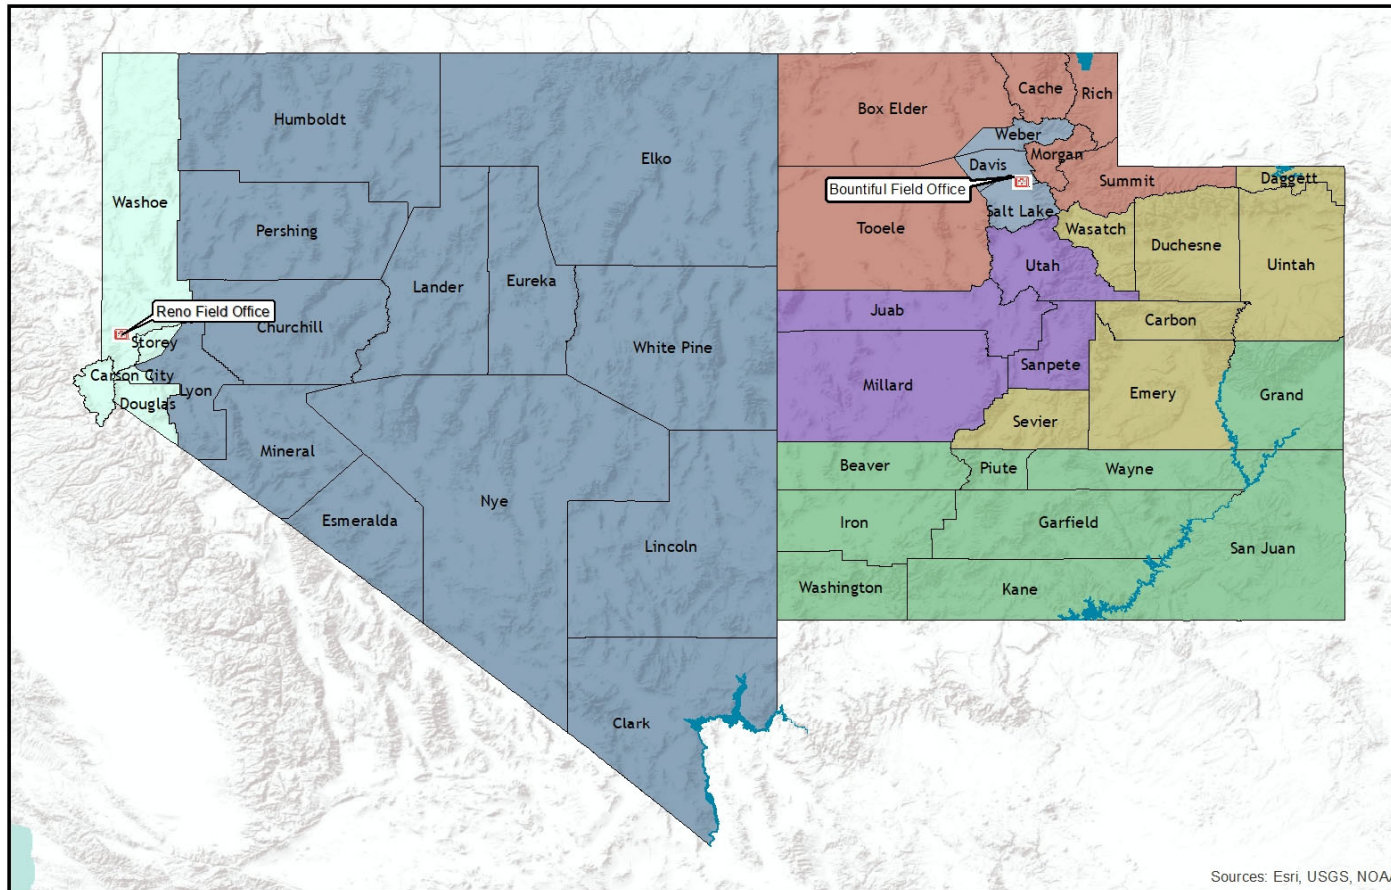 Cache
Rich
Box Elder
Humboldt
Weber
Elko
Morgan
Davis
Summit
Daggett
Bountiful Field Office
Washoe
Salt Lake
Pershing
Tooele
Wasatch
Duchesne
Utah
Uintah
Eureka
Lander
Reno Field Office
Juab
Churchill
Carbon
Storey
White Pine
Sanpete
Carson City
Millard
Lyon
Emery
Grand
Douglas
Sevier
Mineral
Beaver
Piute
Wayne
Nye
Esmeralda
Iron
Garfield
Lincoln
San Juan
Washington
Kane
Clark
Sources: Esri, USGS, NOAA